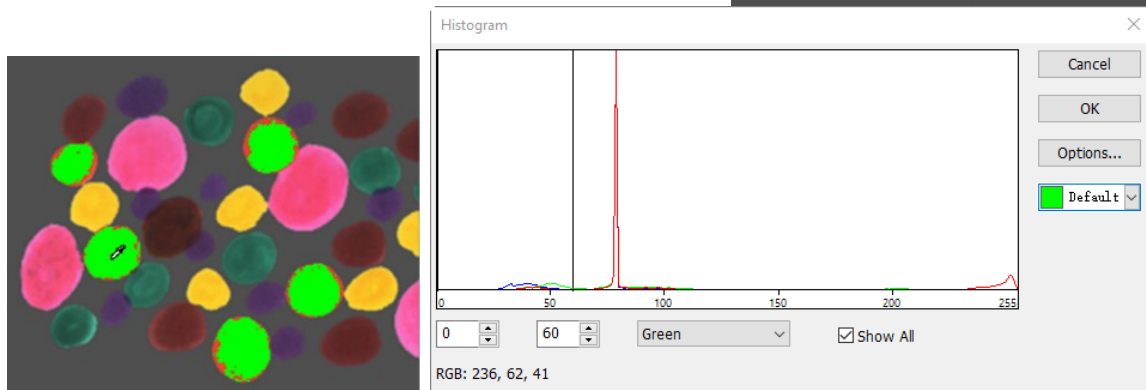 Histogram
Cancel
OK
Options...
Default
0 50 100 150 200 255
0 60 Green Show All
RGB: 236, 62, 41